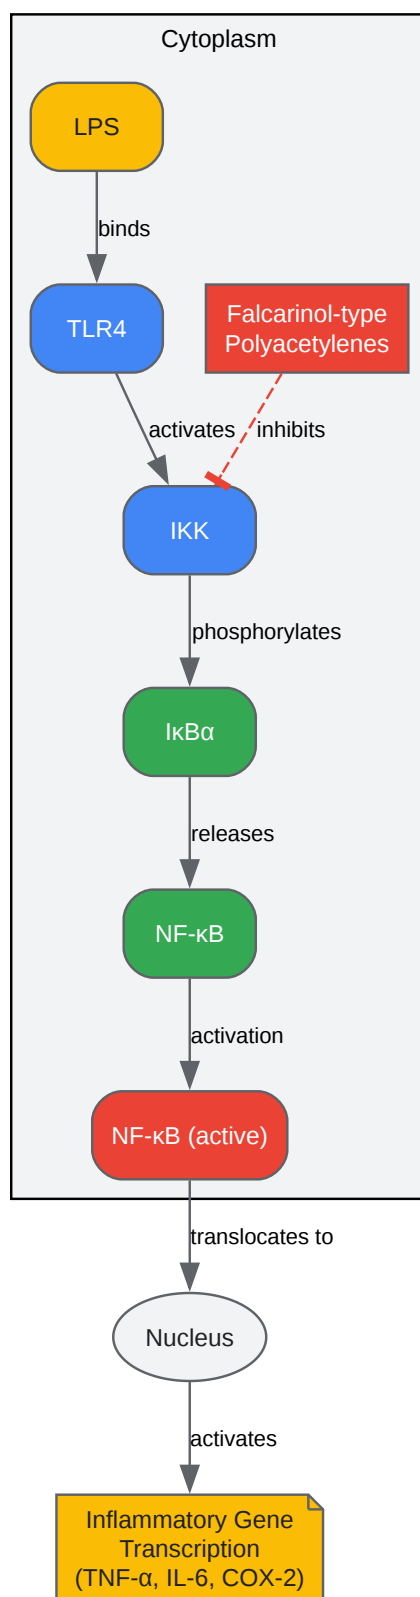 Cytoplasm
LPS
binds
TLR4
Falcarinol-type
Polyacetylenes
activates
inhibits
IKK
phosphorylates
IκBα
releases
NF-κB
activation
NF-κB (active)
translocates to
Nucleus
activates
Inflammatory Gene
Transcription
(TNF-α, IL-6, COX-2)